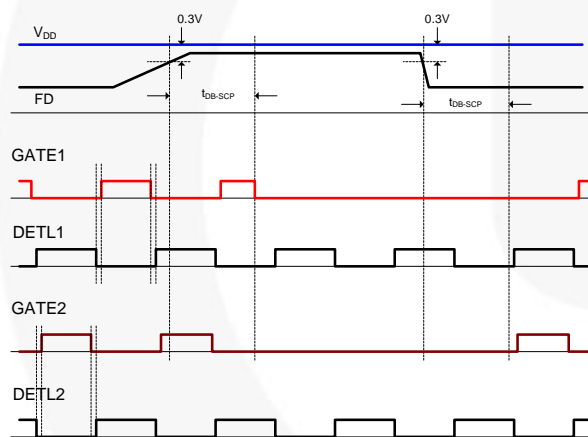 0.3V 0.3V
VDD
FD
tDB-SCP tDB-SCP
GATE1
DETL1
GATE2
DETL2